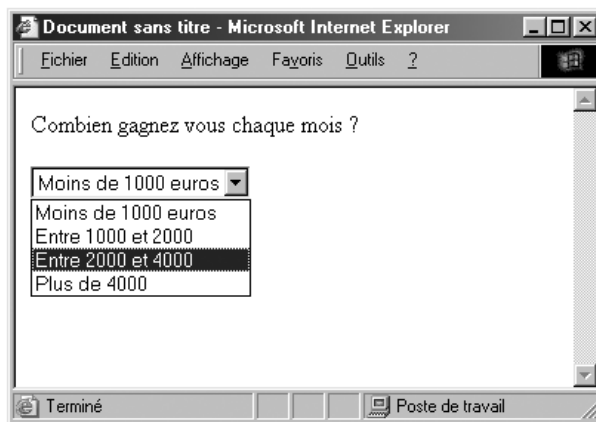 Document sans titre - Microsoft Internet Explorer
Fichier Edition Affichage Favoris Outils ?
Combien gagnez vous chaque mois ?
Moins de 1000 euros
Moins de 1000 euros
Entre 1000 et 2000
Entre 2000 et 4000
Plus de 4000
Terminé Poste de travail